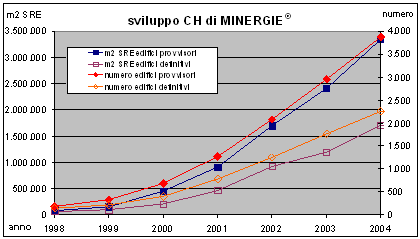 m2 SRE
sviluppo CH di MINERGIE®
numero
3.500.000
3.000.000
2.500.000
2.000.000
1.500.000
1.000.000
500.000
0
m2 SRE edifici provvisori
m2 SRE edifici definitivi
numero edifici provvisori
numero edifici definitivi
4.000
3.500
3.000
2.500
2.000
1.500
1.000
500
0
anno
1998 1999 2000 2001 2002 2003 2004